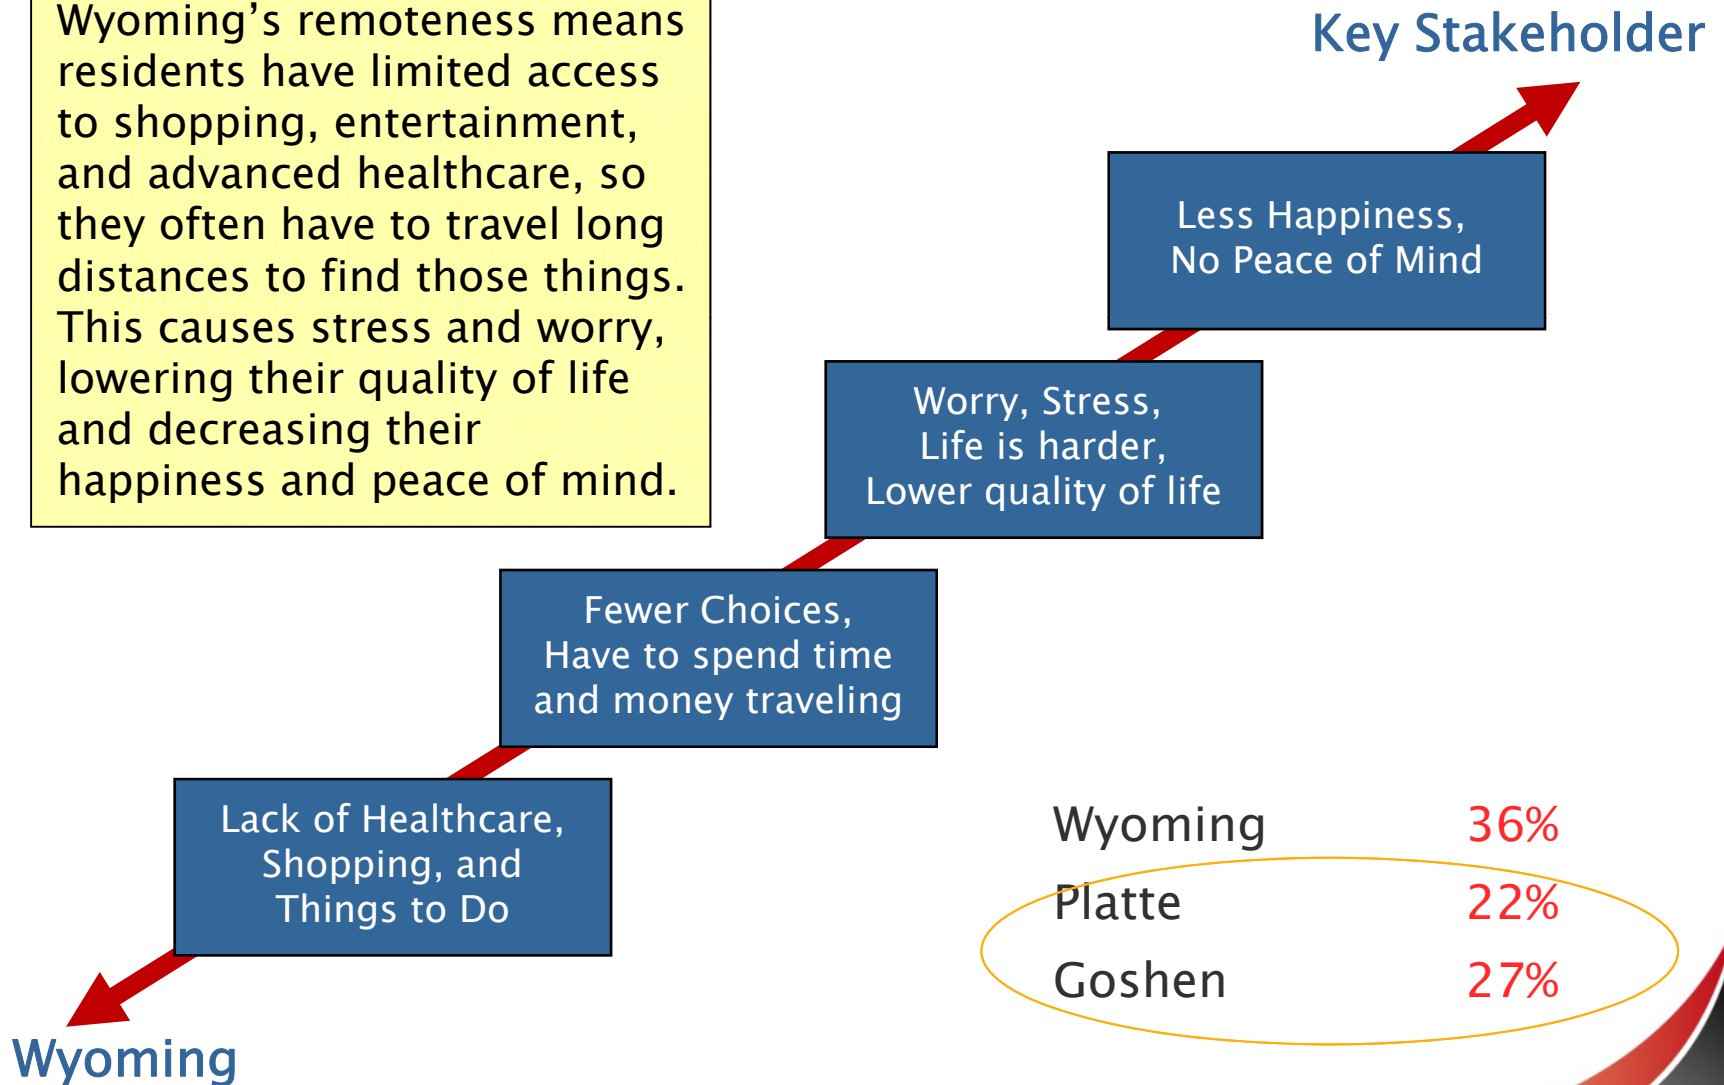 Wyoming’s remoteness means
residents have limited access
to shopping, entertainment,
and advanced healthcare, so
they often have to travel long
distances to find those things.
This causes stress and worry,
lowering their quality of life
and decreasing their
happiness and peace of mind.
Key Stakeholder
Less Happiness,
No Peace of Mind
Worry, Stress,
Life is harder,
Lower quality of life
Fewer Choices,
Have to spend time
and money traveling
Lack of Healthcare,
Shopping, and
Things to Do
Wyoming 36%
Platte 22%
Goshen 27%
Wyoming